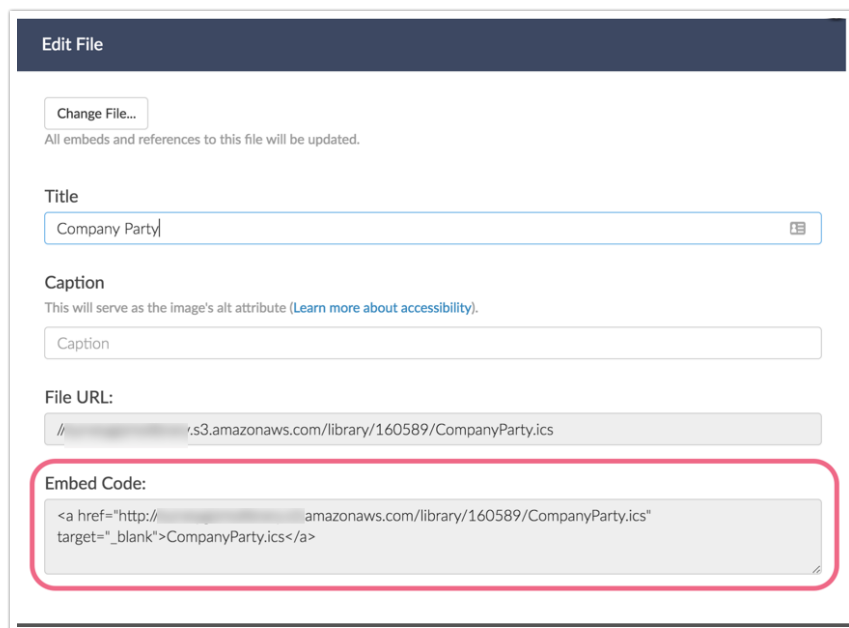 Edit File
Change File...
All embeds and references to this file will be updated.
Title
Company Party
Caption
This will serve as the image's alt attribute (Learn more about accessibility).
Caption
File URL:
// .s3.amazonaws.com/library/160589/CompanyParty.ics
Embed Code:
<a href="http:// amazonaws.com/library/160589/CompanyParty.ics"
target="_blank">CompanyParty.ics</a>